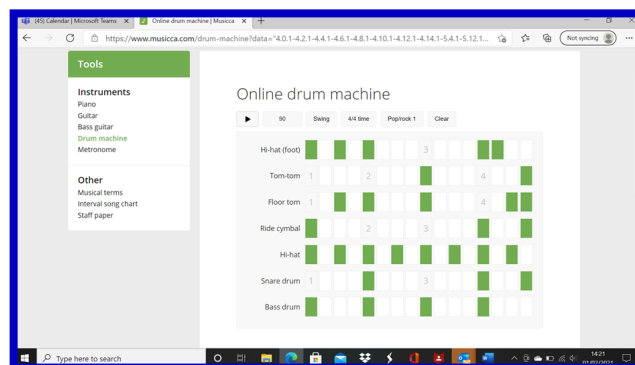 (45) Calendar | Microsoft Teams
Online drum machine | Musicca
https://www.musicca.com/drum-machine?data="4.0.1-4.2.1-4.4.1-4.6.1-4.8.1-4.10.1-4.12.1-4.14.1-5.4.1-5.12.1...
Not syncing
Tools
Instruments
Piano
Guitar
Bass guitar
Drum machine
Metronome
Other
Musical terms
Interval song chart
Staff paper
Online drum machine
90 Swing 4/4 time Pop/rock 1 Clear
Hi-hat (foot) 3
Tom-tom 1 2 4
Floor tom 1 4
Ride cymbal 2 3
Hi-hat
Snare drum 1 3
Bass drum
Type here to search
14:21
01/02/2021